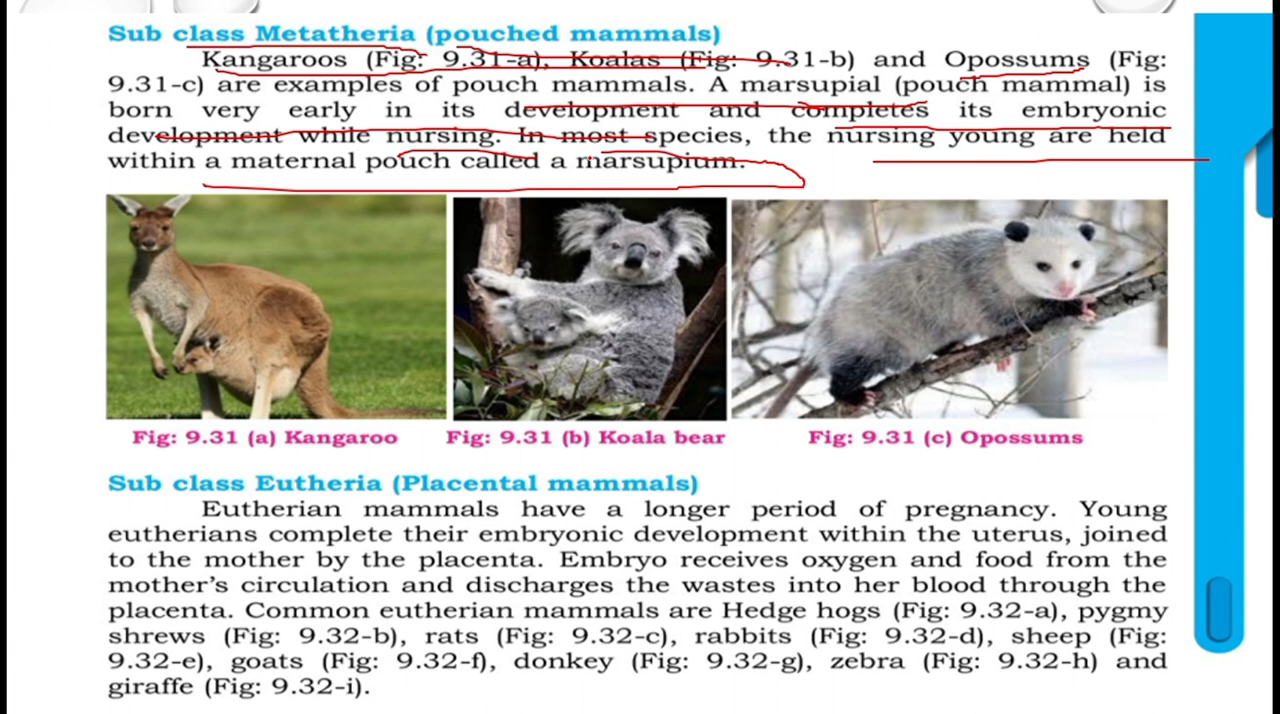 Sub class Metatheria (pouched mammals)
Kangaroos (Fig: 9.31-a), Koalas (Fig: 9.31-b) and Opossums (Fig:
9.31-c) are examples of pouch mammals. A marsupial (pouch mammal) is
born very early in its development and completes its embryonic
development while nursing. In most species, the nursing young are held
within a maternal pouch called a marsupium.
Fig: 9.31 (a) Kangaroo Fig: 9.31 (b) Koala bear Fig: 9.31 (c) Opossums
Sub class Eutheria (Placental mammals)
Eutherian mammals have a longer period of pregnancy. Young
eutherians complete their embryonic development within the uterus, joined
to the mother by the placenta. Embryo receives oxygen and food from the
mother's circulation and discharges the wastes into her blood through the
placenta. Common eutherian mammals are Hedge hogs (Fig: 9.32-a), pygmy
shrews (Fig: 9.32-b), rats (Fig: 9.32-c), rabbits (Fig: 9.32-d), sheep (Fig:
9.32-e), goats (Fig: 9.32-f), donkey (Fig: 9.32-g), zebra (Fig: 9.32-h) and
giraffe (Fig: 9.32-i).